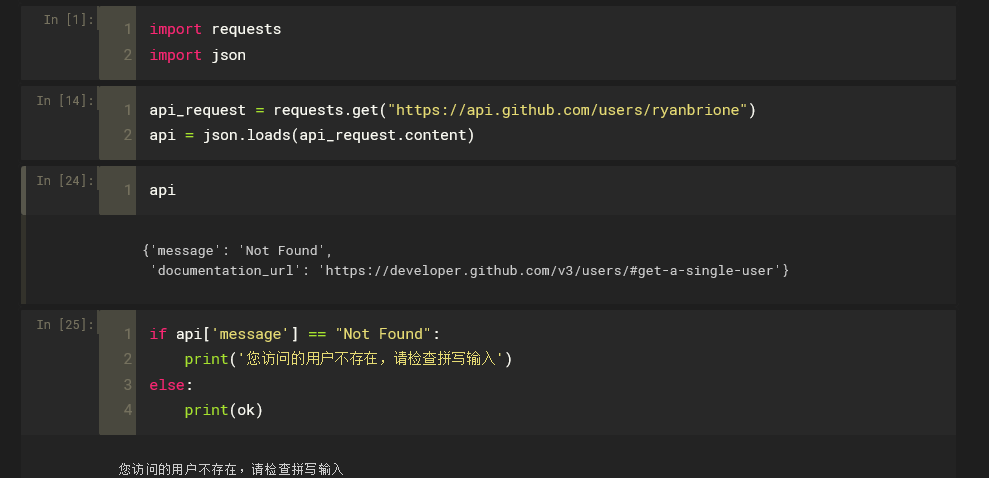 In [1]:
1 import requests
2 import json
In [14]:
1 api_request = requests.get("https://api.github.com/users/ryanbrione")
2 api = json.loads(api_request.content)
In [24]:
1 api
{'message': 'Not Found',
 'documentation_url': 'https://developer.github.com/v3/users/#get-a-single-user'}
In [25]:
1 if api['message'] == "Not Found":
2     print('您访问的用户不存在，请检查拼写输入')
3 else:
4     print(ok)
您访问的用户不存在，请检查拼写输入